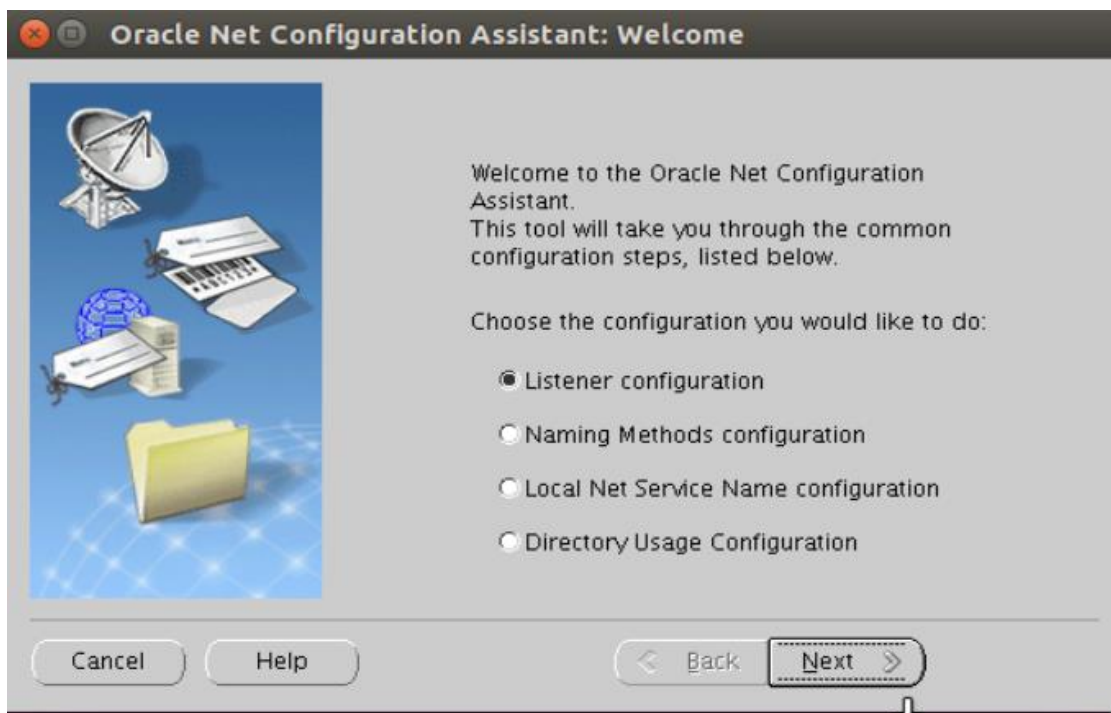 Oracle Net Configuration Assistant: Welcome
Welcome to the Oracle Net Configuration
Assistant.
This tool will take you through the common
configuration steps, listed below.
Choose the configuration you would like to do:
Listener configuration
Naming Methods configuration
Local Net Service Name configuration
Directory Usage Configuration
Cancel
Help
Back
Next